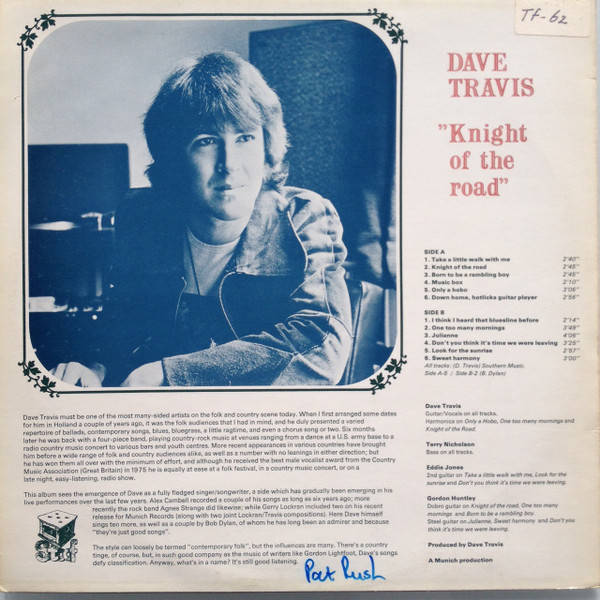 TF-62
DAVE
TRAVIS
"Knight
of the
road"
SIDE A
1. Take a little walk with me 2'40"
2. Knight of the road 2'45"
3. Born to be a rambling boy 2'45"
4. Music box 2'10"
5. Only a hobo 3'06"
6. Down home, hotlicks guitar player 2'56"
SIDE B
1. I think I heard that bluesline before 2'14"
2. One too many mornings 3'49"
3. Julianne 4'06"
4. Don't you think it's time we were leaving 3'25"
5. Look for the sunrise 2'57"
6. Sweet harmony 3'00"
All tracks: (D. Travis) Southern Music.
Side A-5 / Side B-2 (B. Dylan)
Dave Travis
Guitar/Vocals on all tracks.
Harmonica on Only a Hobo, One too many mornings and
Knight of the Road.
Terry Nicholson
Bass on all tracks.
Eddie Jones
2nd guitar on Take a little walk with me, Look for the
sunrise and Don't you think it's time we were leaving.
Gordon Huntley
Dobro guitar on Knight of the road, One too many
mornings and Born to be a rambling boy.
Steel guitar on Julianne, Sweet harmony and Don't you
think it's time we were leaving.
Produced by Dave Travis
A Munich production
Dave Travis must be one of the most many-sided artists on the folk and country scene today. When I first arranged some dates
for him in Holland a couple of years ago, it was the folk audiences that I had in mind, and he duly presented a varied
repertoire of ballads, contemporary songs, blues, bluegrass, a little ragtime, and even a chorus song or two. Six months
later he was back with a four-piece band, playing country-rock music at venues ranging from a dance at a U.S. army base to a
radio country music concert to various bars and youth centres. More recent appearances in various countries have brought
him before a wide range of folk and country audiences alike, as well as a number with no leanings in either direction; but
he has won them all over with the minimum of effort, and although he received the best male vocalist award from the Country
Music Association (Great Britain) in 1975 he is equally at ease at a folk festival, in a country music concert, or on a
late night, easy-listening, radio show.
This album sees the emergence of Dave as a fully fledged singer/songwriter, a side which has gradually been emerging in his
live performances over the last few years. Alex Cambell recorded a couple of his songs as long as six years ago; more
recently the rock band Agnes Strange did likewise; while Gerry Lockran included two on his recent
release for Munich Records (along with two joint Lockran/Travis compositions). Here Dave himself
sings ten more, as well as a couple by Bob Dylan, of whom he has long been an admirer and because
"they're just good songs".
The style can loosely be termed "contemporary folk", but the influences are many. There's a country
tinge, of course, but, in such good company as the music of writers like Gordon Lightfoot, Dave's songs
defy classification. Anyway, what's in a name? It's still good listening.
Stuff
Pat Rush